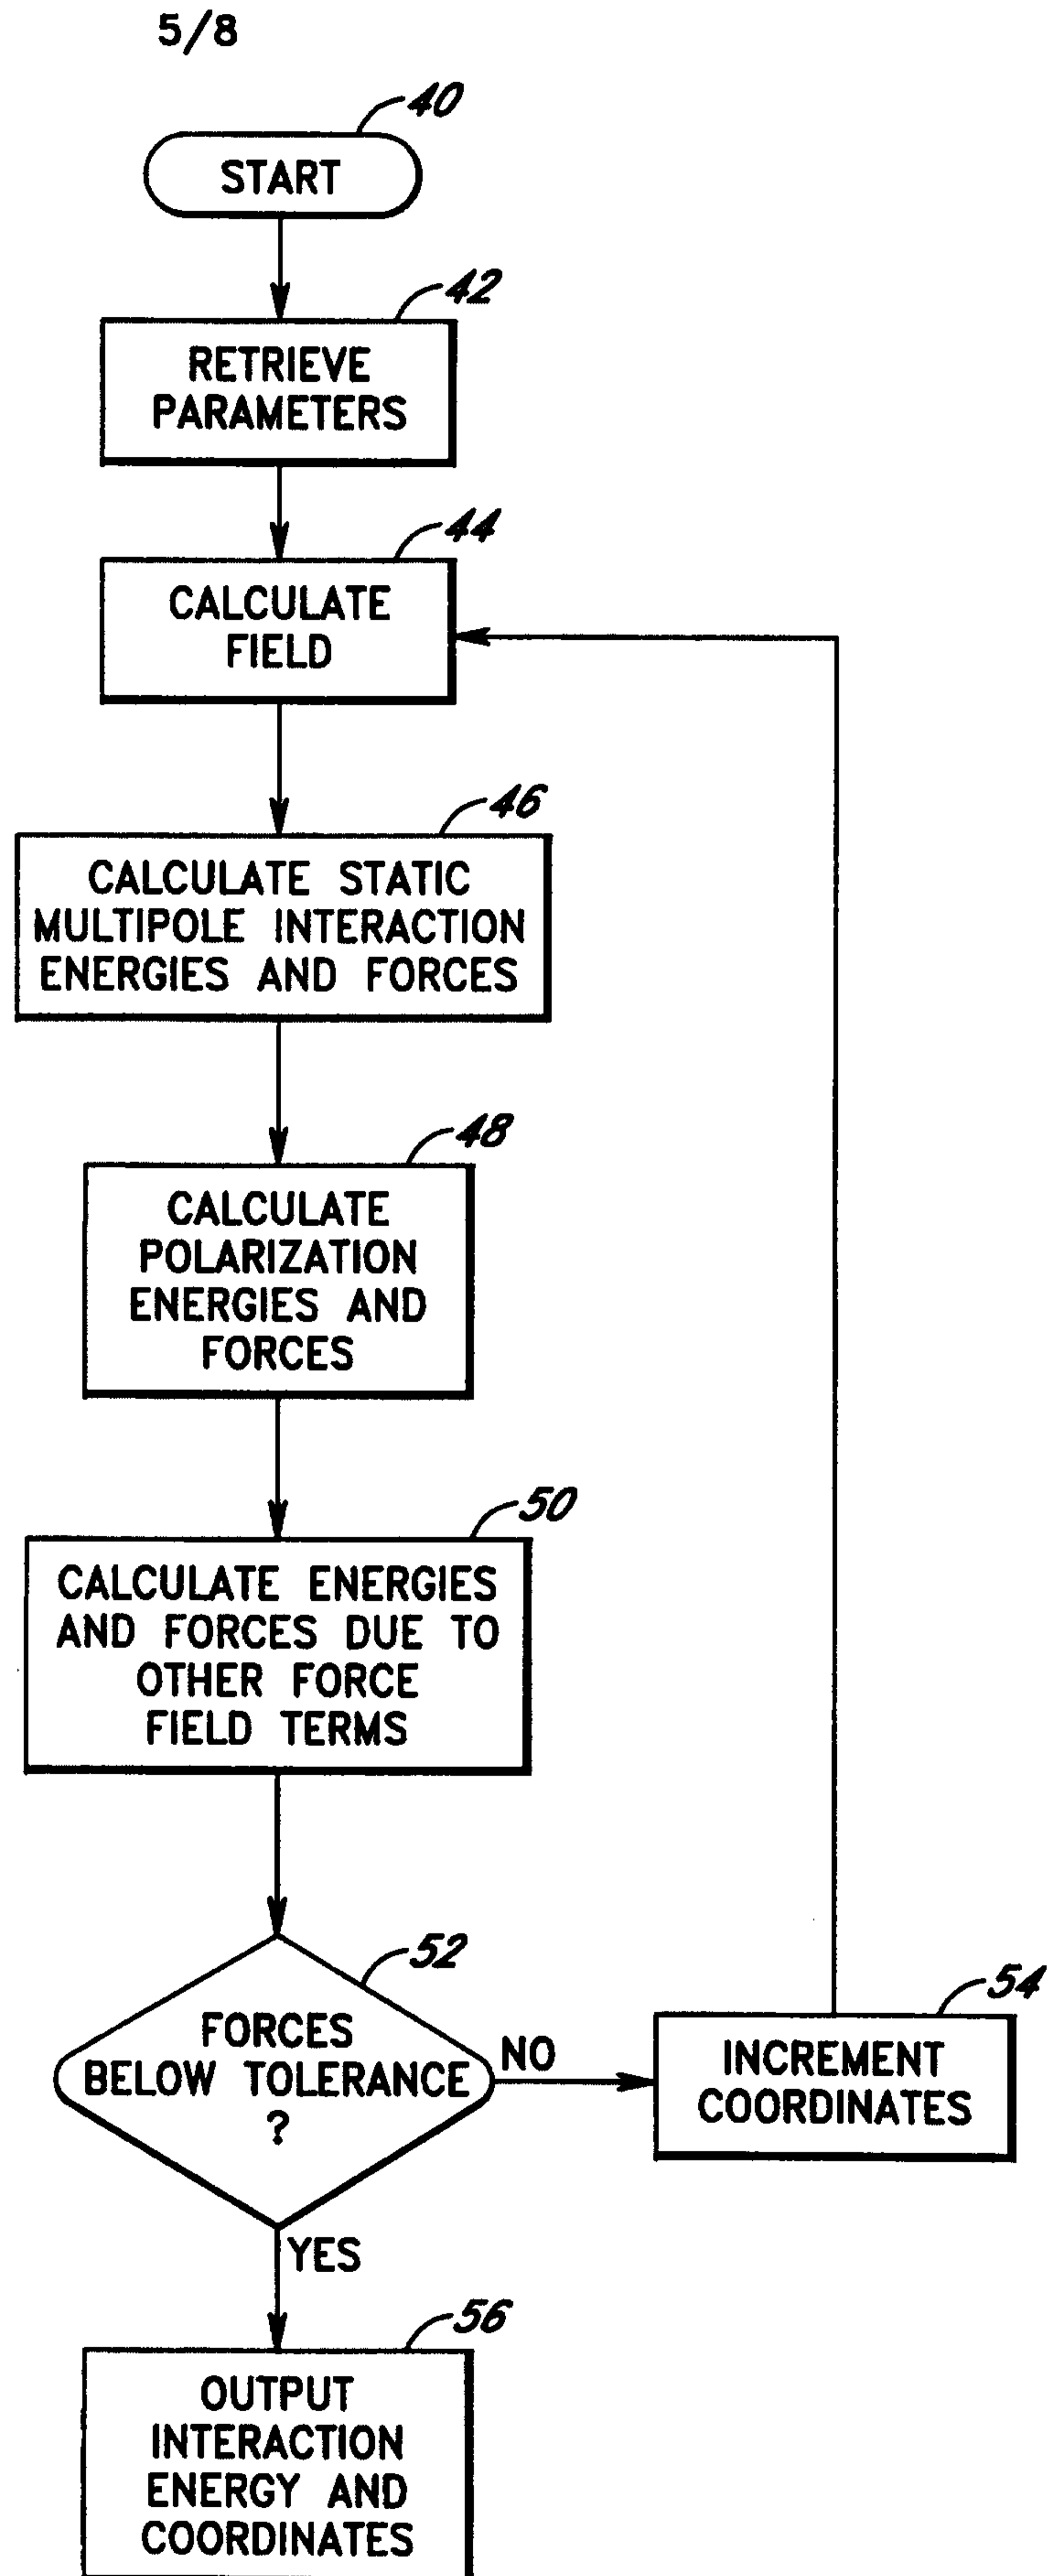 5/8
40
START
42
RETRIEVE
PARAMETERS
44
CALCULATE
FIELD
46
CALCULATE STATIC
MULTIPOLE INTERACTION
ENERGIES AND FORCES
48
CALCULATE
POLARIZATION
ENERGIES AND
FORCES
50
CALCULATE ENERGIES
AND FORCES DUE TO
OTHER FORCE
FIELD TERMS
52
FORCES
BELOW TOLERANCE
?
NO
54
INCREMENT
COORDINATES
YES
56
OUTPUT
INTERACTION
ENERGY AND
COORDINATES